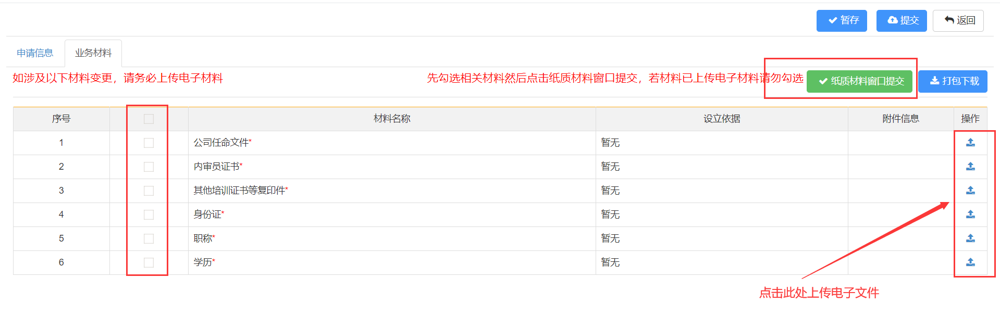 暂存 提交 返回
申请信息 业务材料
如涉及以下材料变更，请务必上传电子材料 先勾选相关材料然后点击纸质材料窗口提交，若材料已上传电子材料请勿勾选 纸质材料窗口提交 打包下载
序号 材料名称 设立依据 附件信息 操作
1 公司任命文件* 暂无
2 内审员证书* 暂无
3 其他培训证书等复印件* 暂无
4 身份证* 暂无
5 职称* 暂无
6 学历* 暂无
点击此处上传电子文件